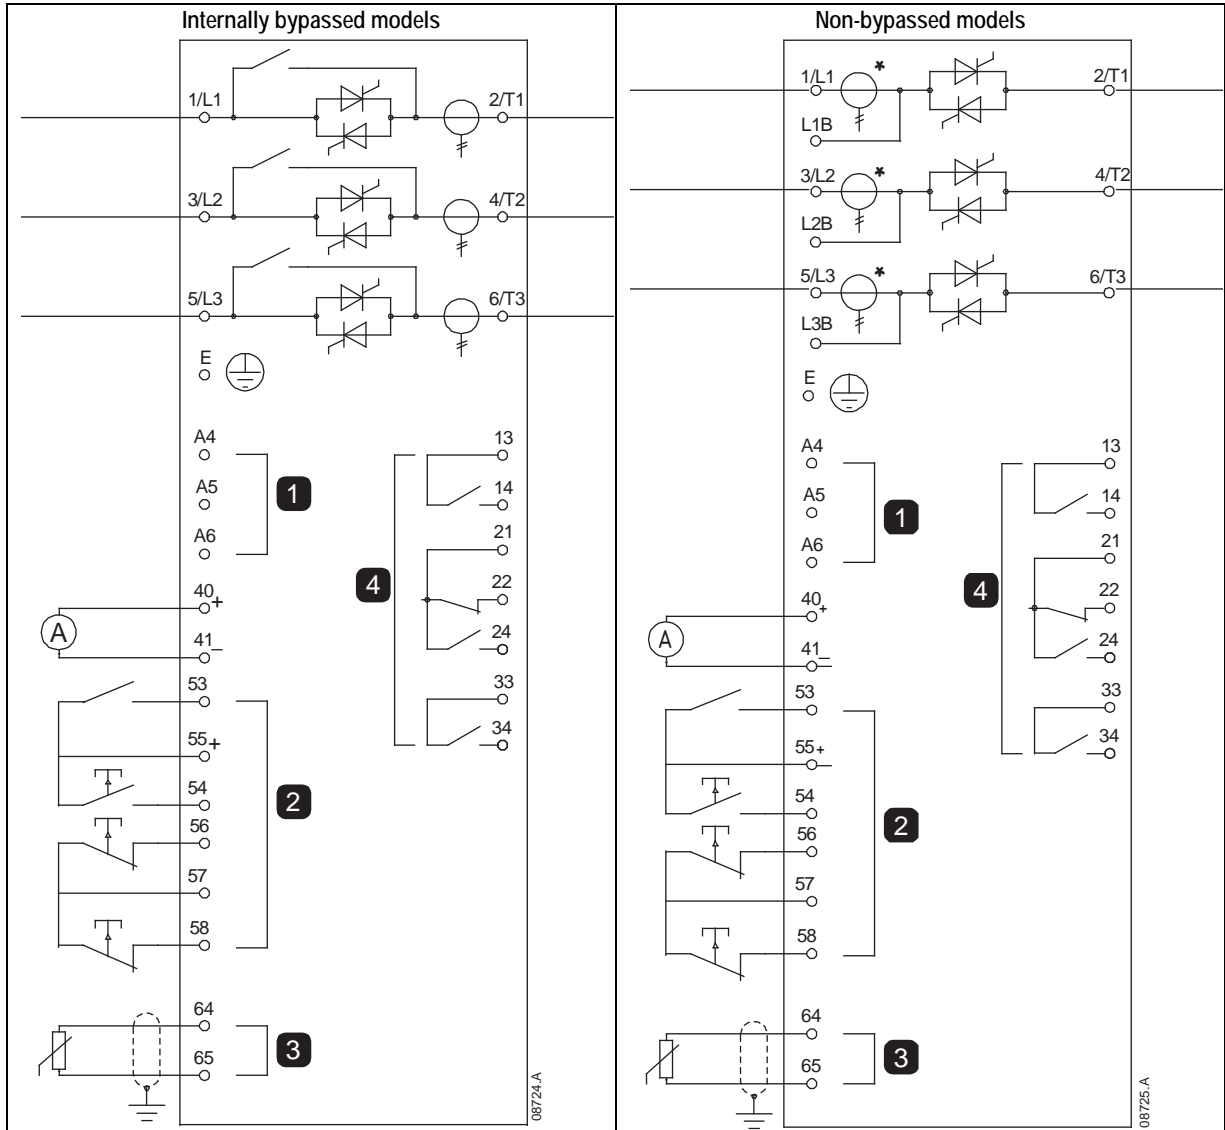 Internally bypassed models
1/L1
2/T1
3/L2
4/T2
5/L3
6/T3
E
A4
A5
A6
1
13
14
21
22
24
33
34
4
40 +
A
41 –
53
55 +
54
56
57
58
2
64
65
3
08724.A
Non-bypassed models
1/L1
*
2/T1
L1B
3/L2
*
4/T2
L2B
5/L3
*
6/T3
L3B
E
A4
A5
A6
1
13
14
21
22
24
33
34
4
40 +
A
41 –
53
55 +
54
56
57
58
2
64
65
3
08725.A